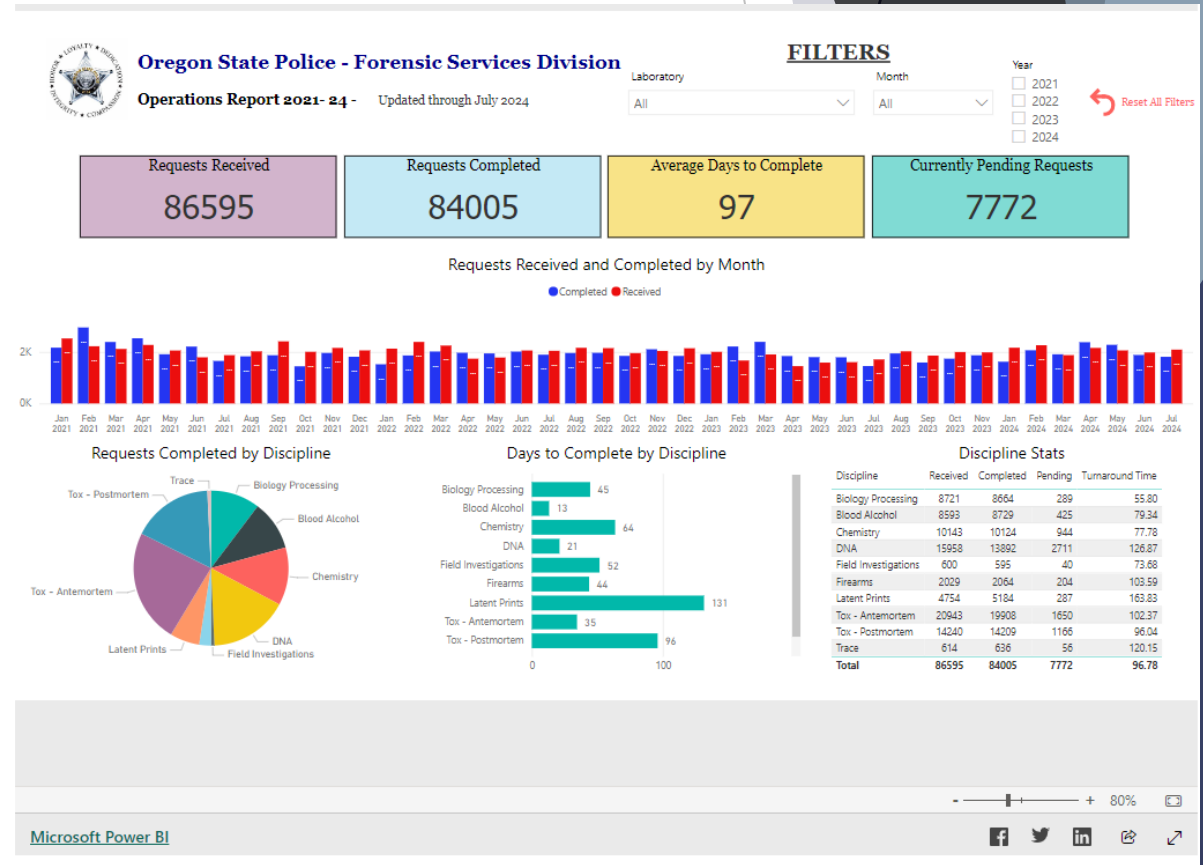 LOYALTY • DEDICATION • COMPASSION • INTEGRITY • HONOR
Oregon State Police - Forensic Services Division
Operations Report 2021- 24 - Updated through July 2024
FILTERS
Laboratory
All
Month
All
Year
2021
2022
2023
2024
Reset All Filters
Requests Received
86595
Requests Completed
84005
Average Days to Complete
97
Currently Pending Requests
7772
Requests Received and Completed by Month
Completed Received
2K
0K
Jan Feb Mar Apr May Jun Jul Aug Sep Oct Nov Dec Jan Feb Mar Apr May Jun Jul Aug Sep Oct Nov Dec Jan Feb Mar Apr May Jun Jul Aug Sep Oct Nov Jan Feb Mar Apr May Jun Jul
2021 2021 2021 2021 2021 2021 2021 2021 2021 2021 2021 2021 2022 2022 2022 2022 2022 2022 2022 2022 2022 2022 2022 2022 2023 2023 2023 2023 2023 2023 2023 2023 2023 2023 2023 2024 2024 2024 2024 2024 2024 2024
Requests Completed by Discipline
Trace
Biology Processing
Tox - Postmortem
Blood Alcohol
Chemistry
Tox - Antemortem
DNA
Latent Prints
Field Investigations
Days to Complete by Discipline
Biology Processing 45
Blood Alcohol 13
Chemistry 64
DNA 21
Field Investigations 52
Firearms 44
Latent Prints 131
Tox - Antemortem 35
Tox - Postmortem 96
0 100
Discipline Stats
Discipline Received Completed Pending Turnaround Time
Biology Processing 8721 8664 289 55.80
Blood Alcohol 8593 8729 425 79.34
Chemistry 10143 10124 944 77.78
DNA 15958 13892 2711 126.87
Field Investigations 600 595 40 73.68
Firearms 2029 2064 204 103.59
Latent Prints 4754 5184 287 163.83
Tox - Antemortem 20943 19908 1650 102.37
Tox - Postmortem 14240 14209 1166 96.04
Trace 614 636 56 120.15
Total 86595 84005 7772 96.78
- + 80%
Microsoft Power BI